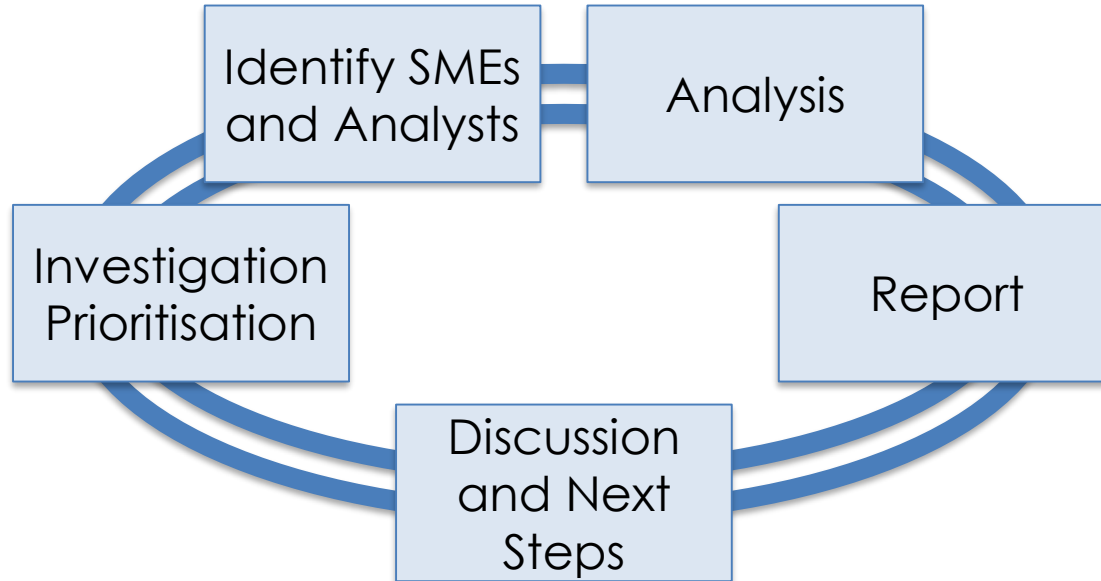 Identify SMEs
and Analysts
Analysis
Investigation
Prioritisation
Report
Discussion
and Next
Steps